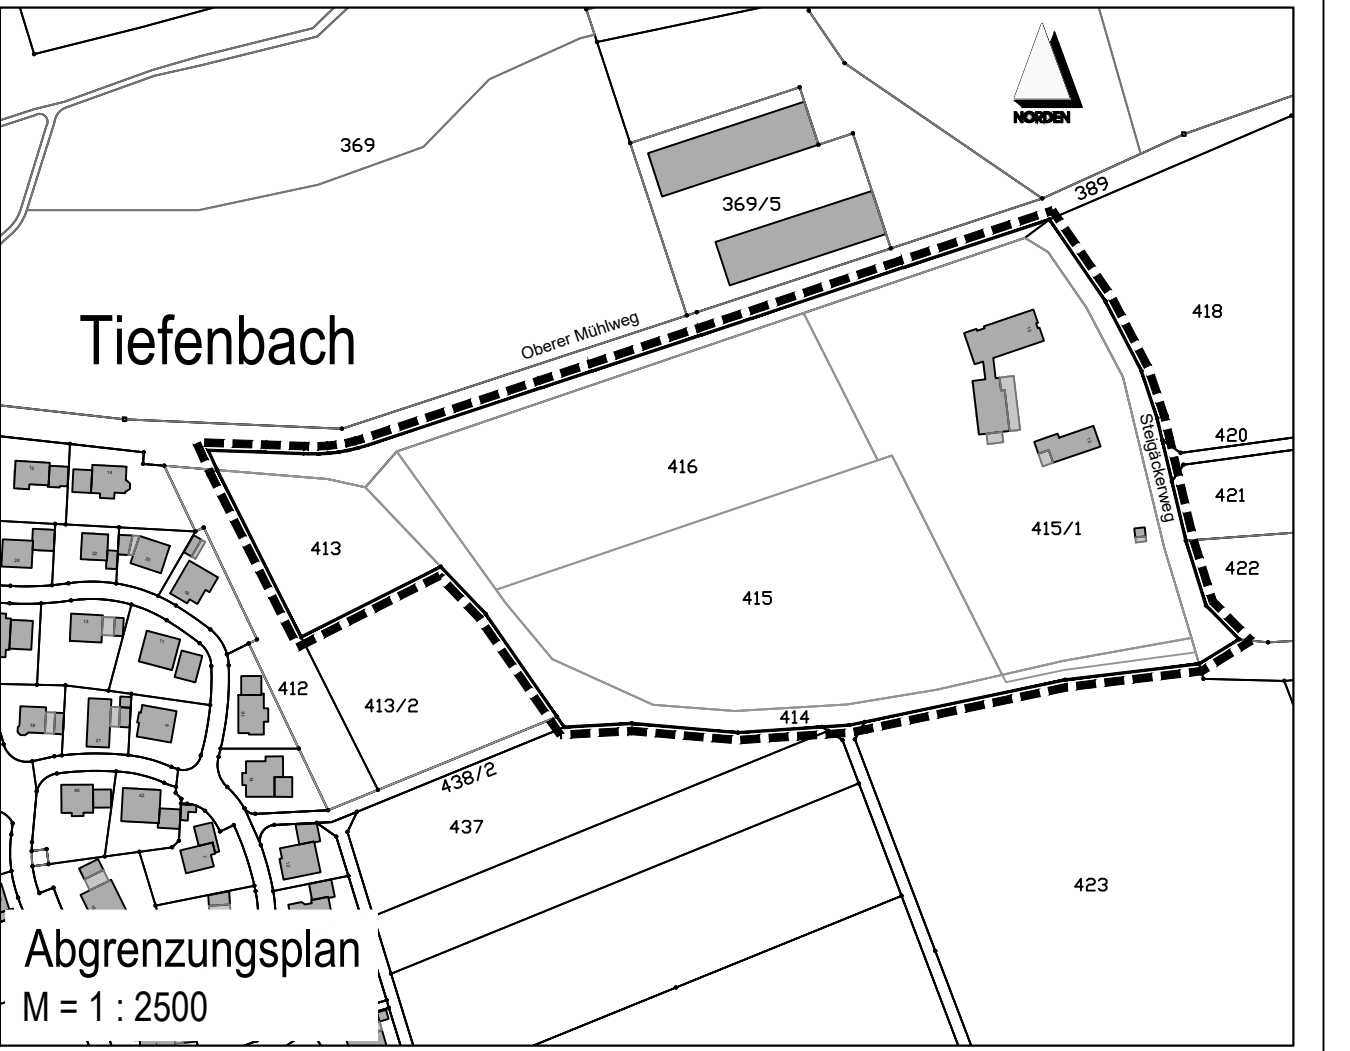 NORDEN
369
389
369/5
418
Tiefenbach
Oberer Mühlweg
420
416
Steigäckerweg
421
415/1
413
422
415
412
413/2
414
438/2
437
423
Abgrenzungsplan
M = 1 : 2500